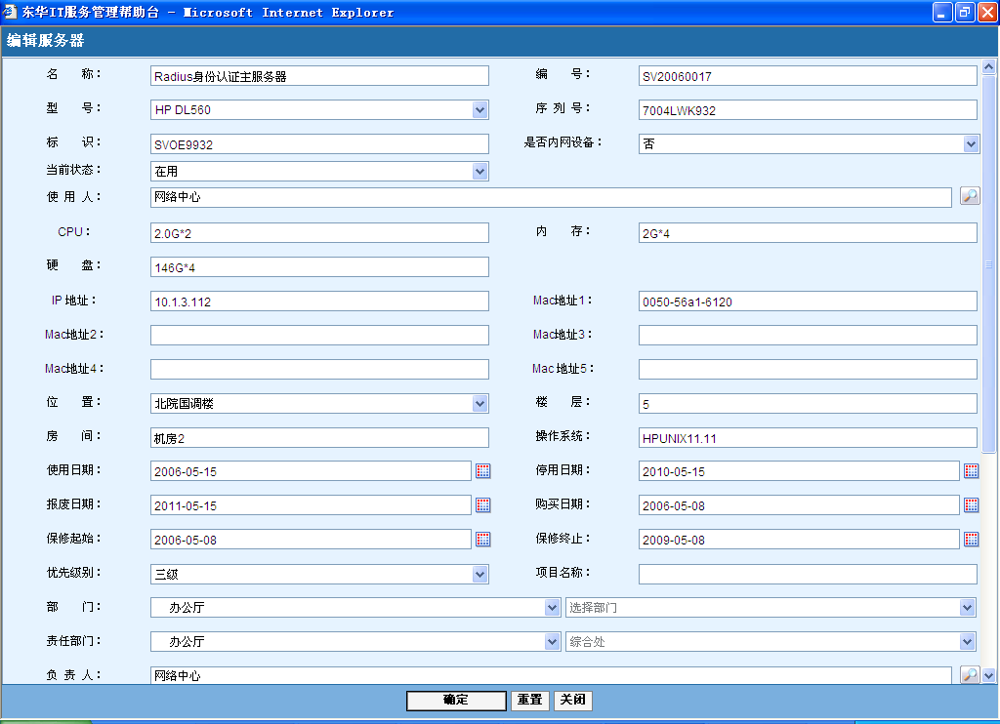 东华IT服务管理帮助台 - Microsoft Internet Explorer
编辑服务器
名 称： Radius身份认证主服务器 编 号： SV20060017
型 号： HP DL560 序 列 号： 7004LWK932
标 识： SVOE9932 是否内网设备： 否
当前状态： 在用
使 用 人： 网络中心
CPU： 2.0G*2 内 存： 2G*4
硬 盘： 146G*4
IP 地址： 10.1.3.112 Mac地址1： 0050-56a1-6120
Mac地址2： Mac地址3：
Mac地址4： Mac 地址5：
位 置： 北院国调楼 楼 层： 5
房 间： 机房2 操作系统： HPUNIX11.11
使用日期： 2006-05-15 停用日期： 2010-05-15
报废日期： 2011-05-15 购买日期： 2006-05-08
保修起始： 2006-05-08 保修终止： 2009-05-08
优先级别： 三级 项目名称：
部 门： 办公厅 选择部门
责任部门： 办公厅 综合处
负 责 人： 网络中心
确定 重置 关闭